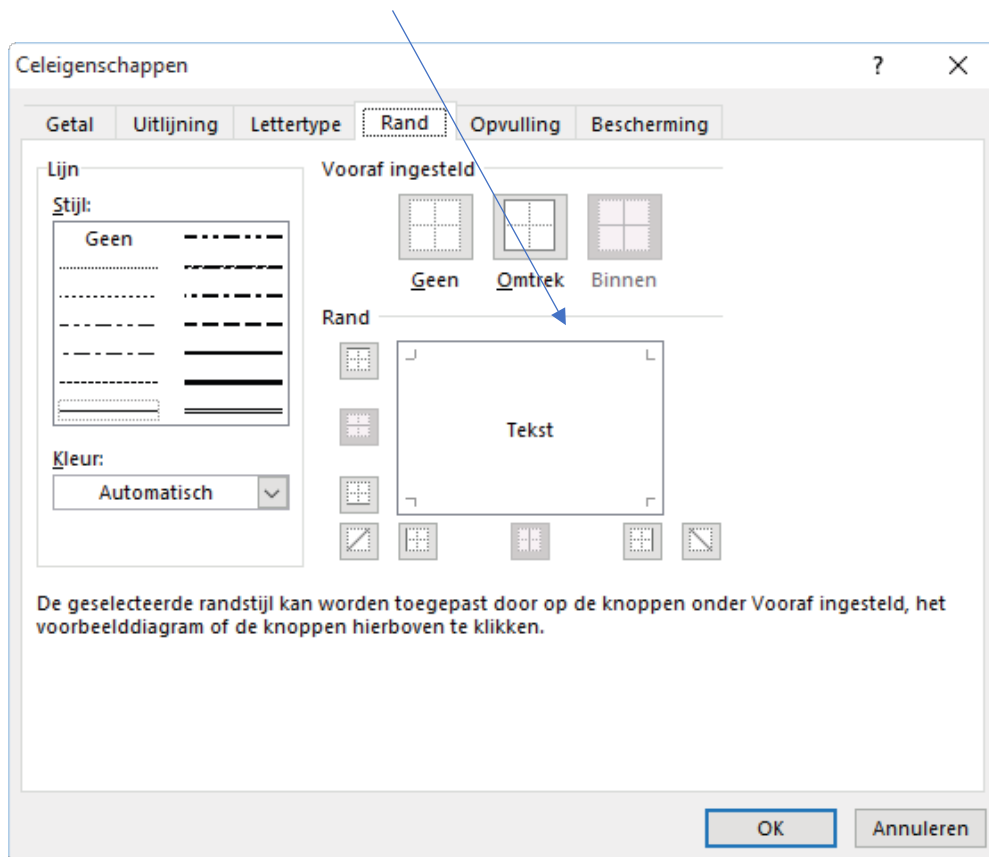 Celeigenschappen ?
Getal Uitlijning Lettertype Rand Opvulling Bescherming
Lijn
Stijl:
Geen
Kleur:
Automatisch
Vooraf ingesteld
Geen Omtrek Binnen
Rand
Tekst
De geselecteerde randstijl kan worden toegepast door op de knoppen onder Vooraf ingesteld, het
voorbeelddiagram of de knoppen hierboven te klikken.
OK Annuleren